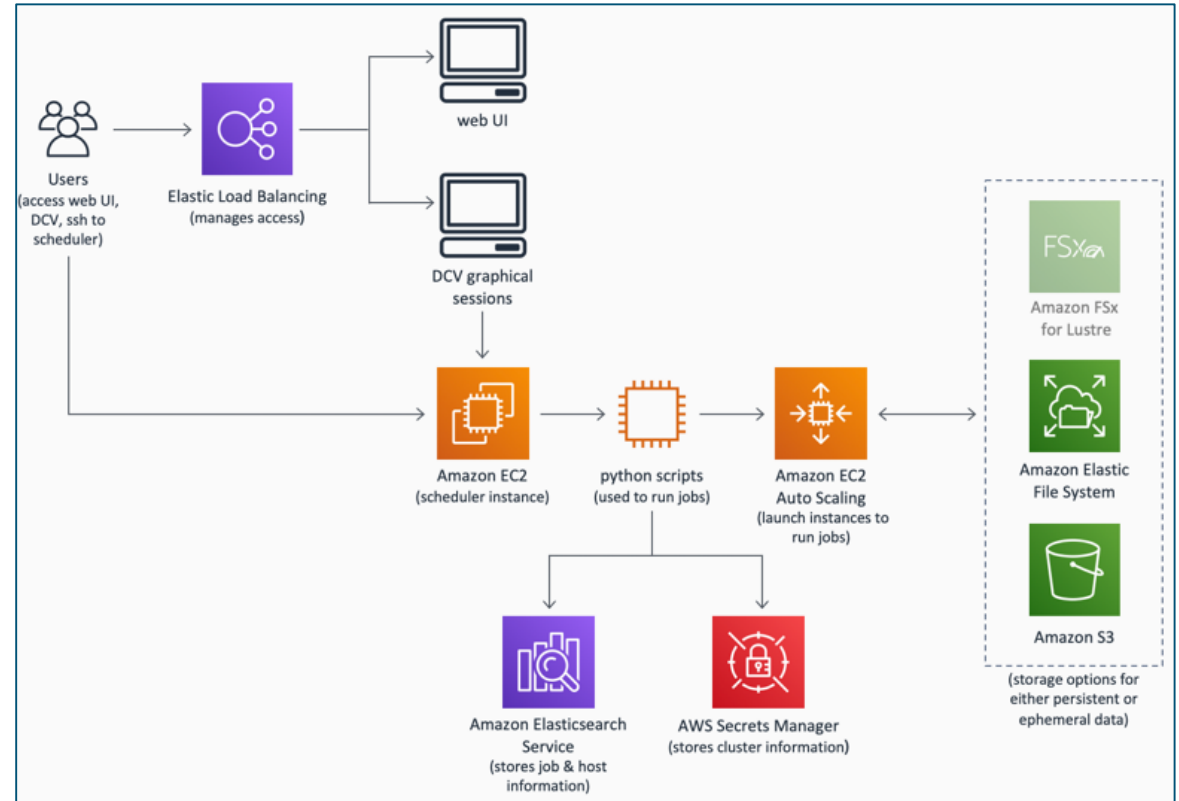 web UI
Users
(access web UI,
DCV, ssh to
scheduler)
Elastic Load Balancing
(manages access)
DCV graphical
sessions
FSx
Amazon FSx
for Lustre
Amazon EC2
(scheduler instance)
python scripts
(used to run jobs)
Amazon EC2
Auto Scaling
(launch instances to
run jobs)
Amazon Elastic
File System
Amazon S3
(storage options for
either persistent or
ephemeral data)
Amazon Elasticsearch
Service
(stores job & host
information)
AWS Secrets Manager
(stores cluster information)